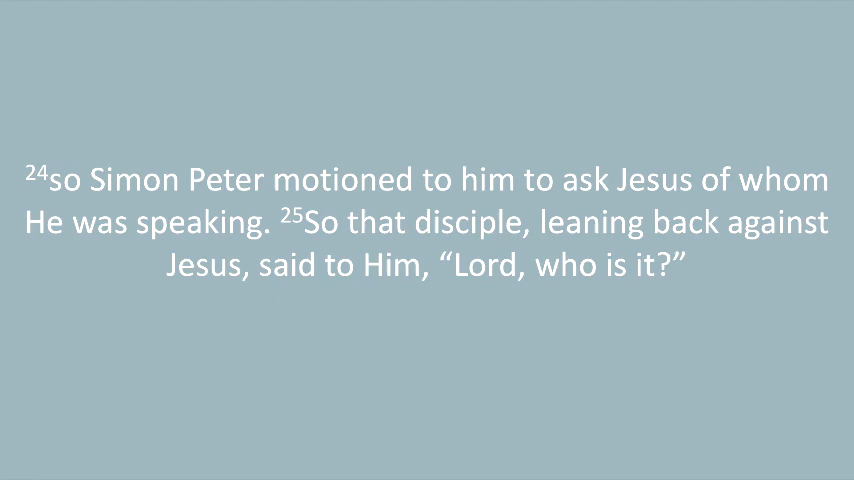 24so Simon Peter motioned to him to ask Jesus of whom
He was speaking. 25So that disciple, leaning back against
Jesus, said to Him, “Lord, who is it?”